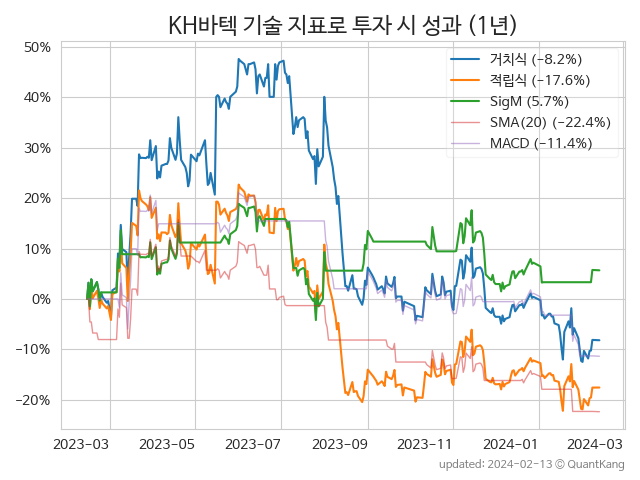 KH바텍 기술 지표로 투자 시 성과 (1년)
50%
40%
30%
20%
10%
0%
−10%
−20%
거치식 (−8.2%)
적립식 (−17.6%)
SigM (5.7%)
SMA(20) (−22.4%)
MACD (−11.4%)
2023-03
2023-05
2023-07
2023-09
2023-11
2024-01
2024-03
updated: 2024-02-13 © QuantKang